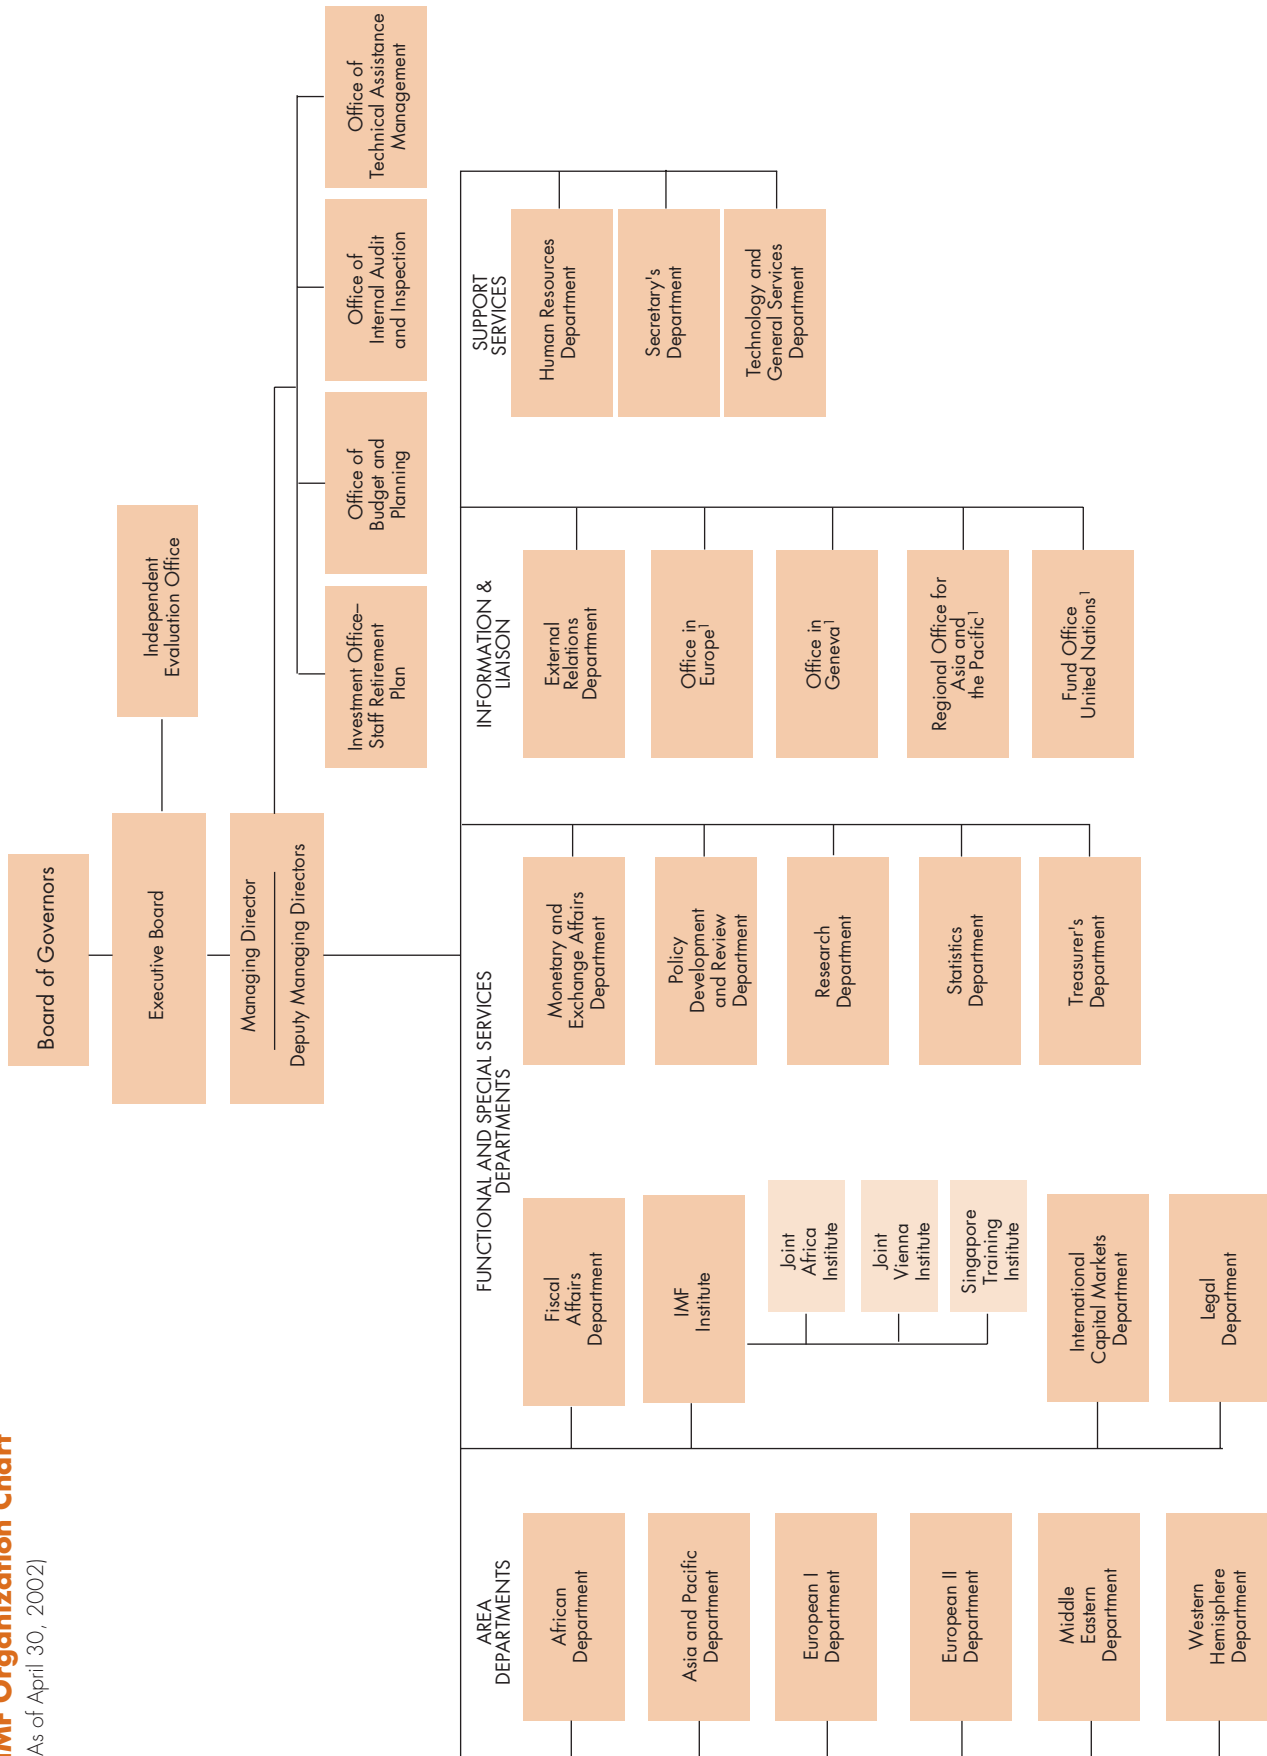 IMF Organization Chart
(As of April 30, 2002)
Board of Governors
Executive Board
Independent
Evaluation Office
Managing Director
Deputy Managing Directors
Investment Office–
Staff Retirement
Plan
Office of
Budget and
Planning
Office of
Internal Audit
and Inspection
Office of
Technical Assistance
Management
AREA
DEPARTMENTS
African
Department
Asia and Pacific
Department
European I
Department
European II
Department
Middle
Eastern
Department
Western
Hemisphere
Department
FUNCTIONAL AND SPECIAL SERVICES
DEPARTMENTS
Fiscal
Affairs
Department
IMF
Institute
Joint
Africa
Institute
Joint
Vienna
Institute
Singapore
Training
Institute
International
Capital Markets
Department
Legal
Department
Monetary and
Exchange Affairs
Department
Policy
Development
and Review
Department
Research
Department
Statistics
Department
Treasurer's
Department
INFORMATION &
LIAISON
External
Relations
Department
Office in
Europe¹
Office in
Geneva¹
Regional Office for
Asia and
the Pacific¹
Fund Office
United Nations¹
SUPPORT
SERVICES
Human Resources
Department
Secretary's
Department
Technology and
General Services
Department